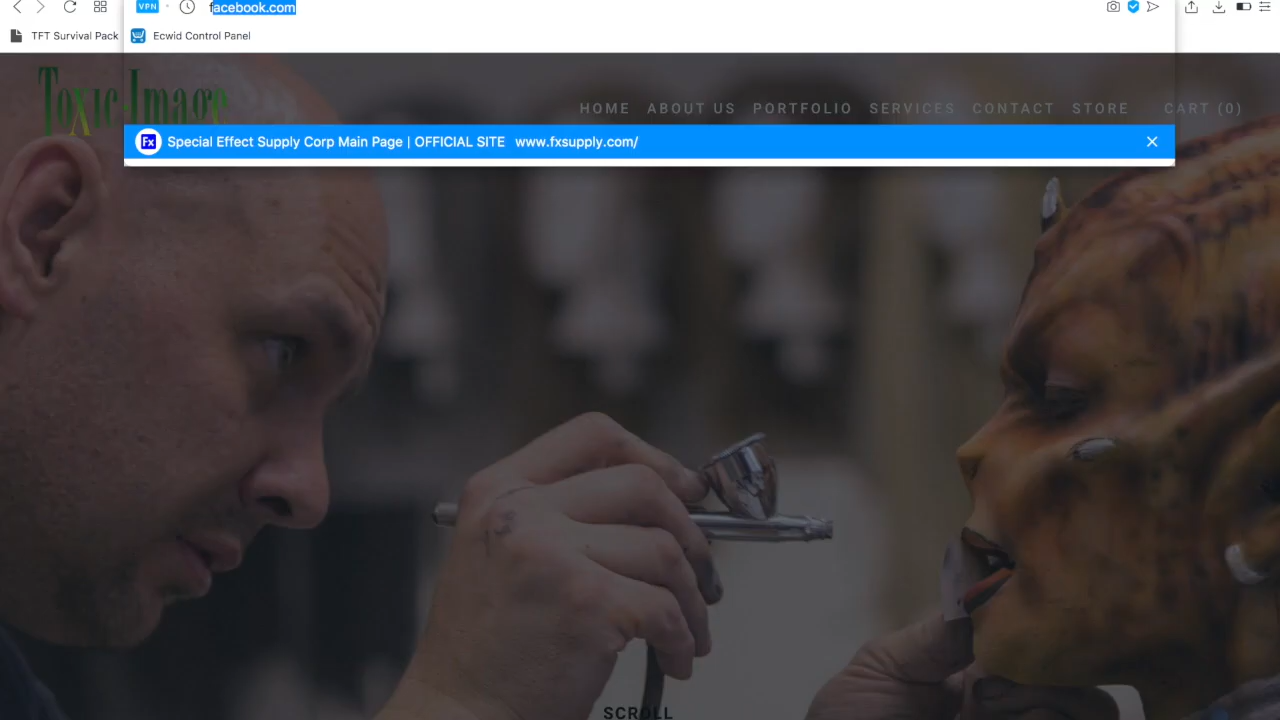 VPN facebook.com
TFT Survival Pack Ecwid Control Panel
Toxic Image
HOME ABOUT US PORTFOLIO SERVICES CONTACT STORE CART (0)
Fx Special Effect Supply Corp Main Page | OFFICIAL SITE www.fxsupply.com/
SCROLL